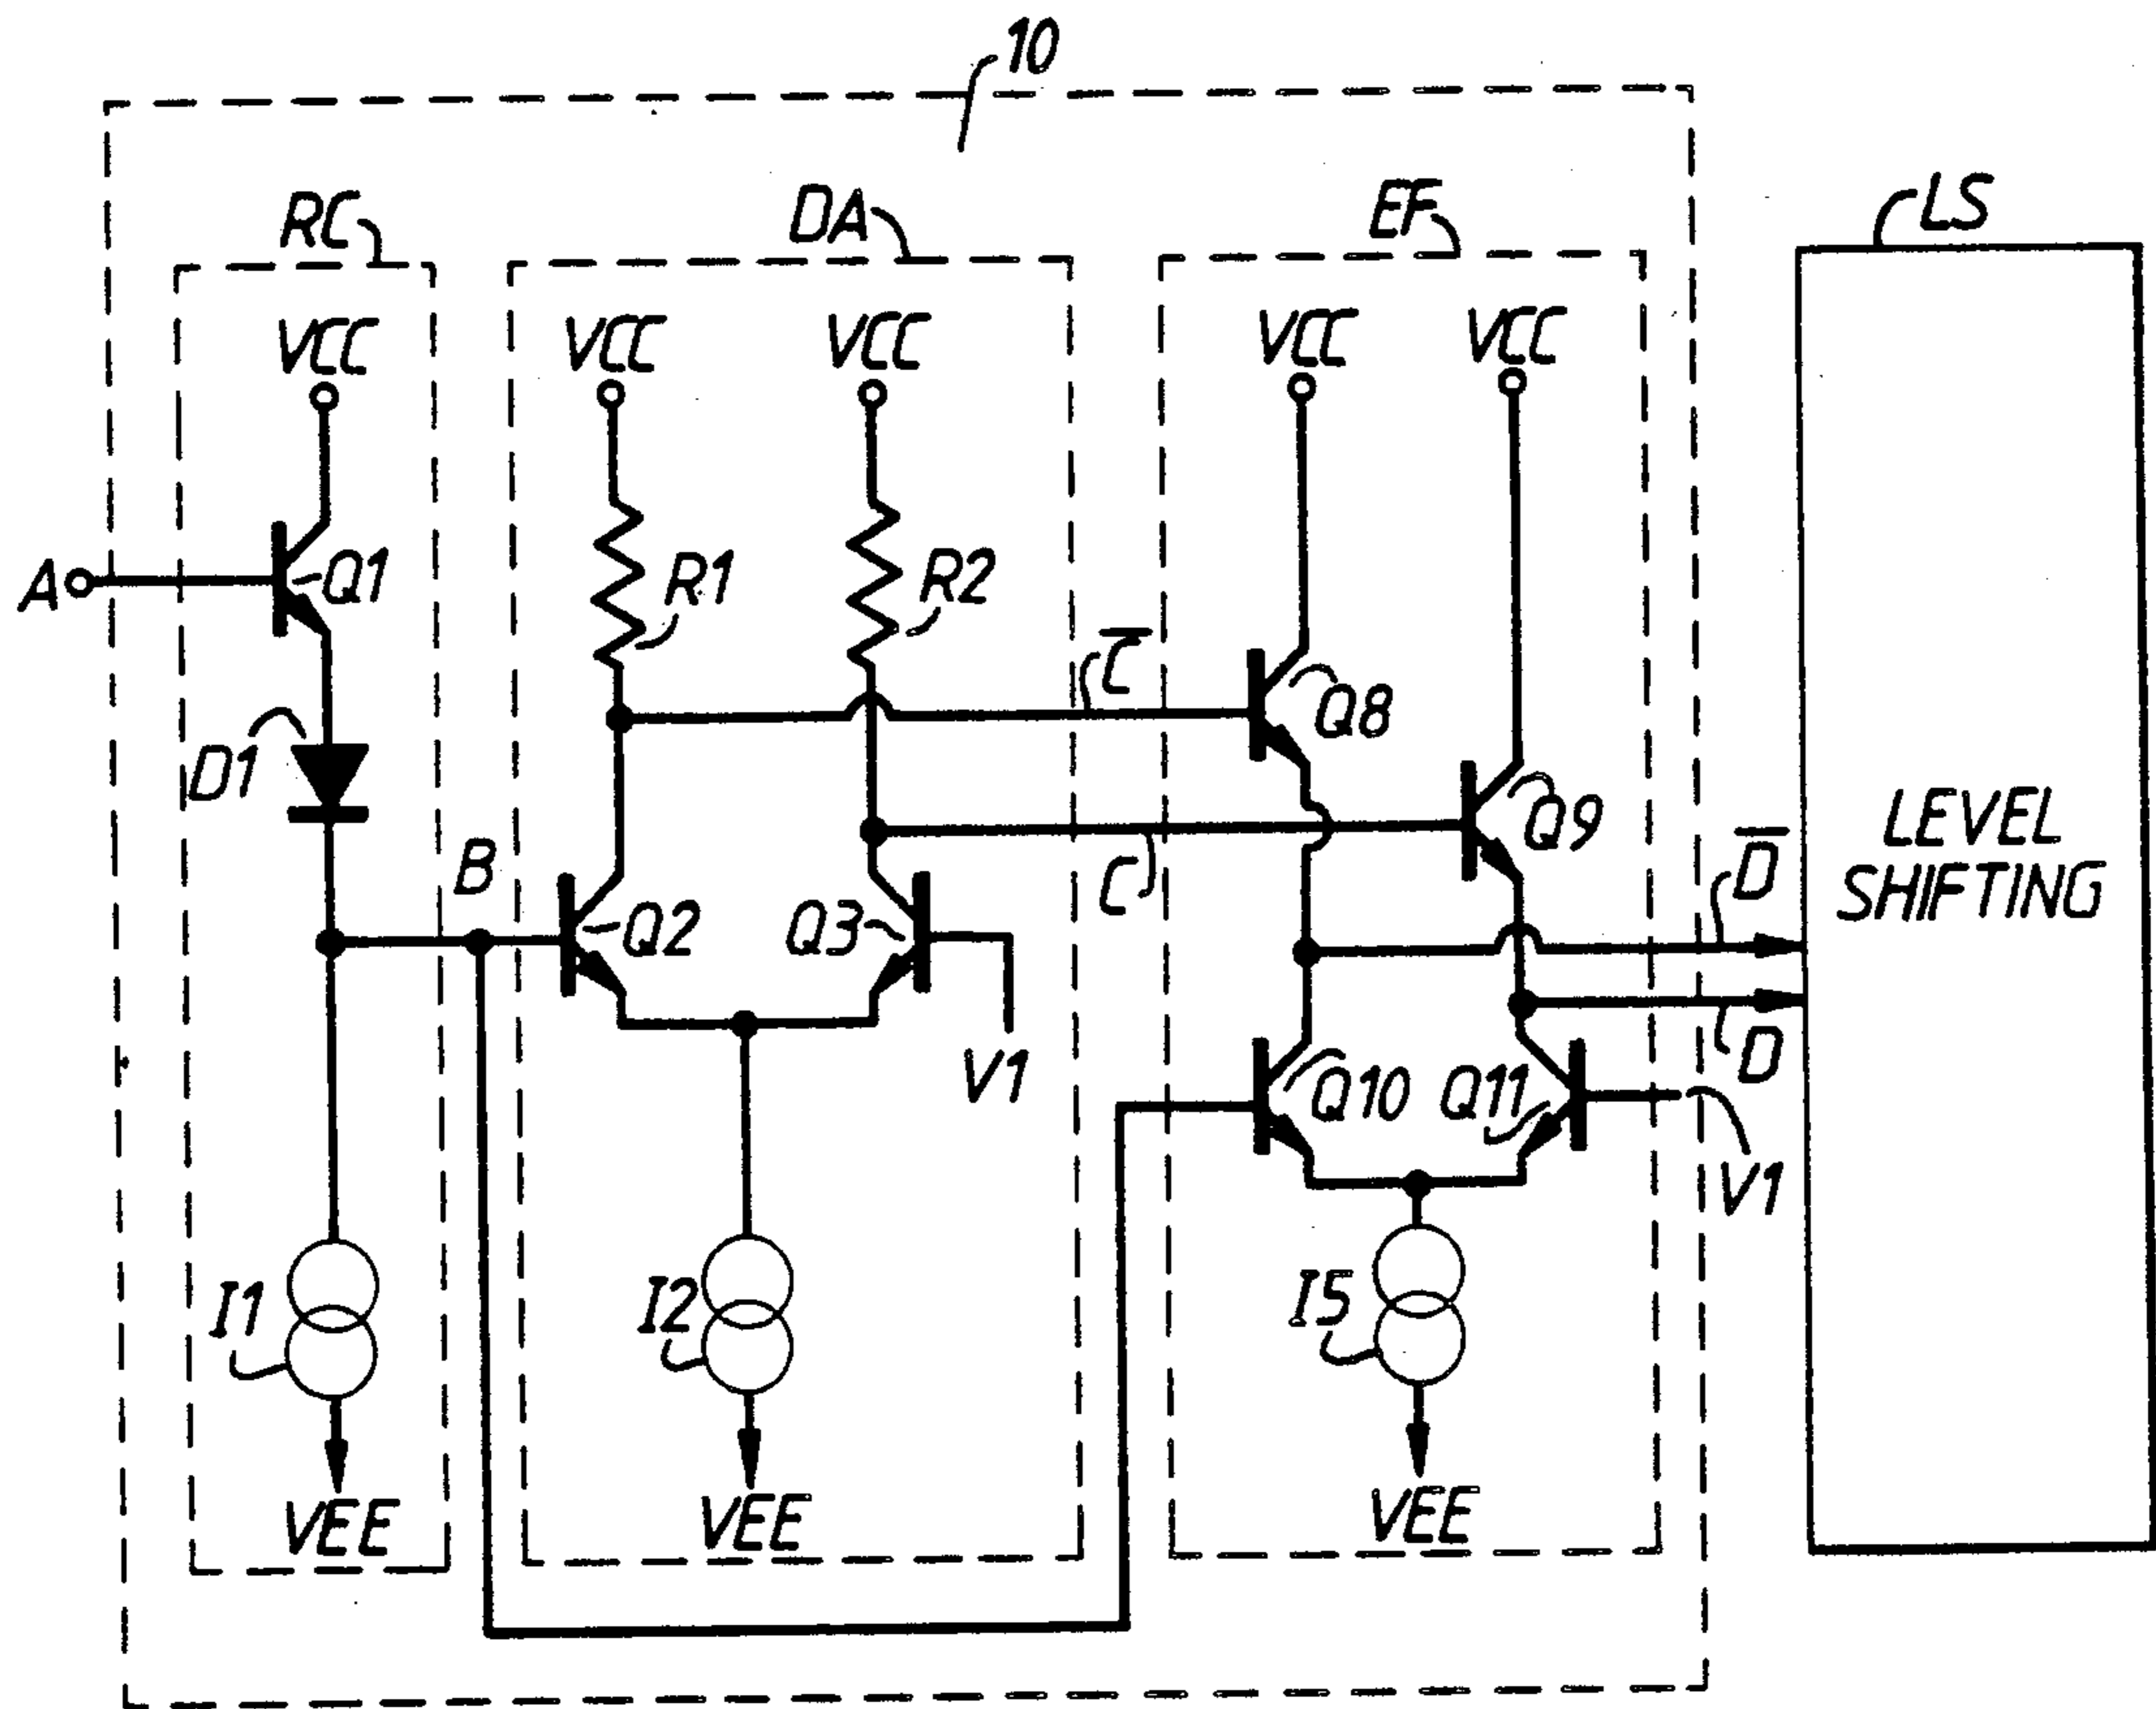 10
RC
DA
EF
LS
VCC
VCC
VCC
VCC
VCC
A
Q1
R1
R2
C̅
Q8
D1
Q9
LEVEL
SHIFTING
B
C
D̅
Q2
Q3
D
V1
Q10
Q11
V1
I1
I2
I5
VEE
VEE
VEE